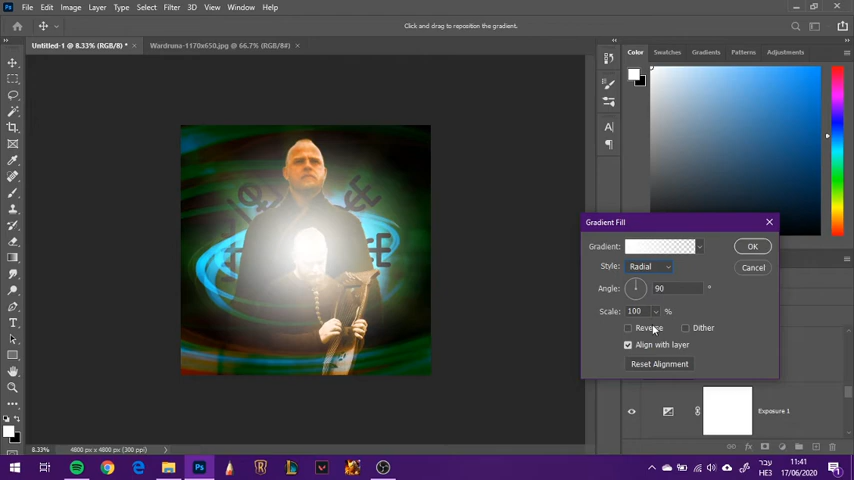 File Edit Image Layer Type Select Filter 3D View Window Help
Click and drag to reposition the gradient.
Untitled-1 @ 8.33% (RGB/8) *
Wardruna-1170x650.jpg @ 66.7% (RGB/8#)
Color Swatches Gradients Patterns Adjustments
Gradient Fill
Gradient:
OK
Style: Radial
Cancel
Angle: 90 °
Scale: 100 %
Reverse Dither
Align with layer
Reset Alignment
Exposure 1
8.33% 4800 px x 4800 px (300 ppi)
עבר 11:41
HE3 17/06/2020